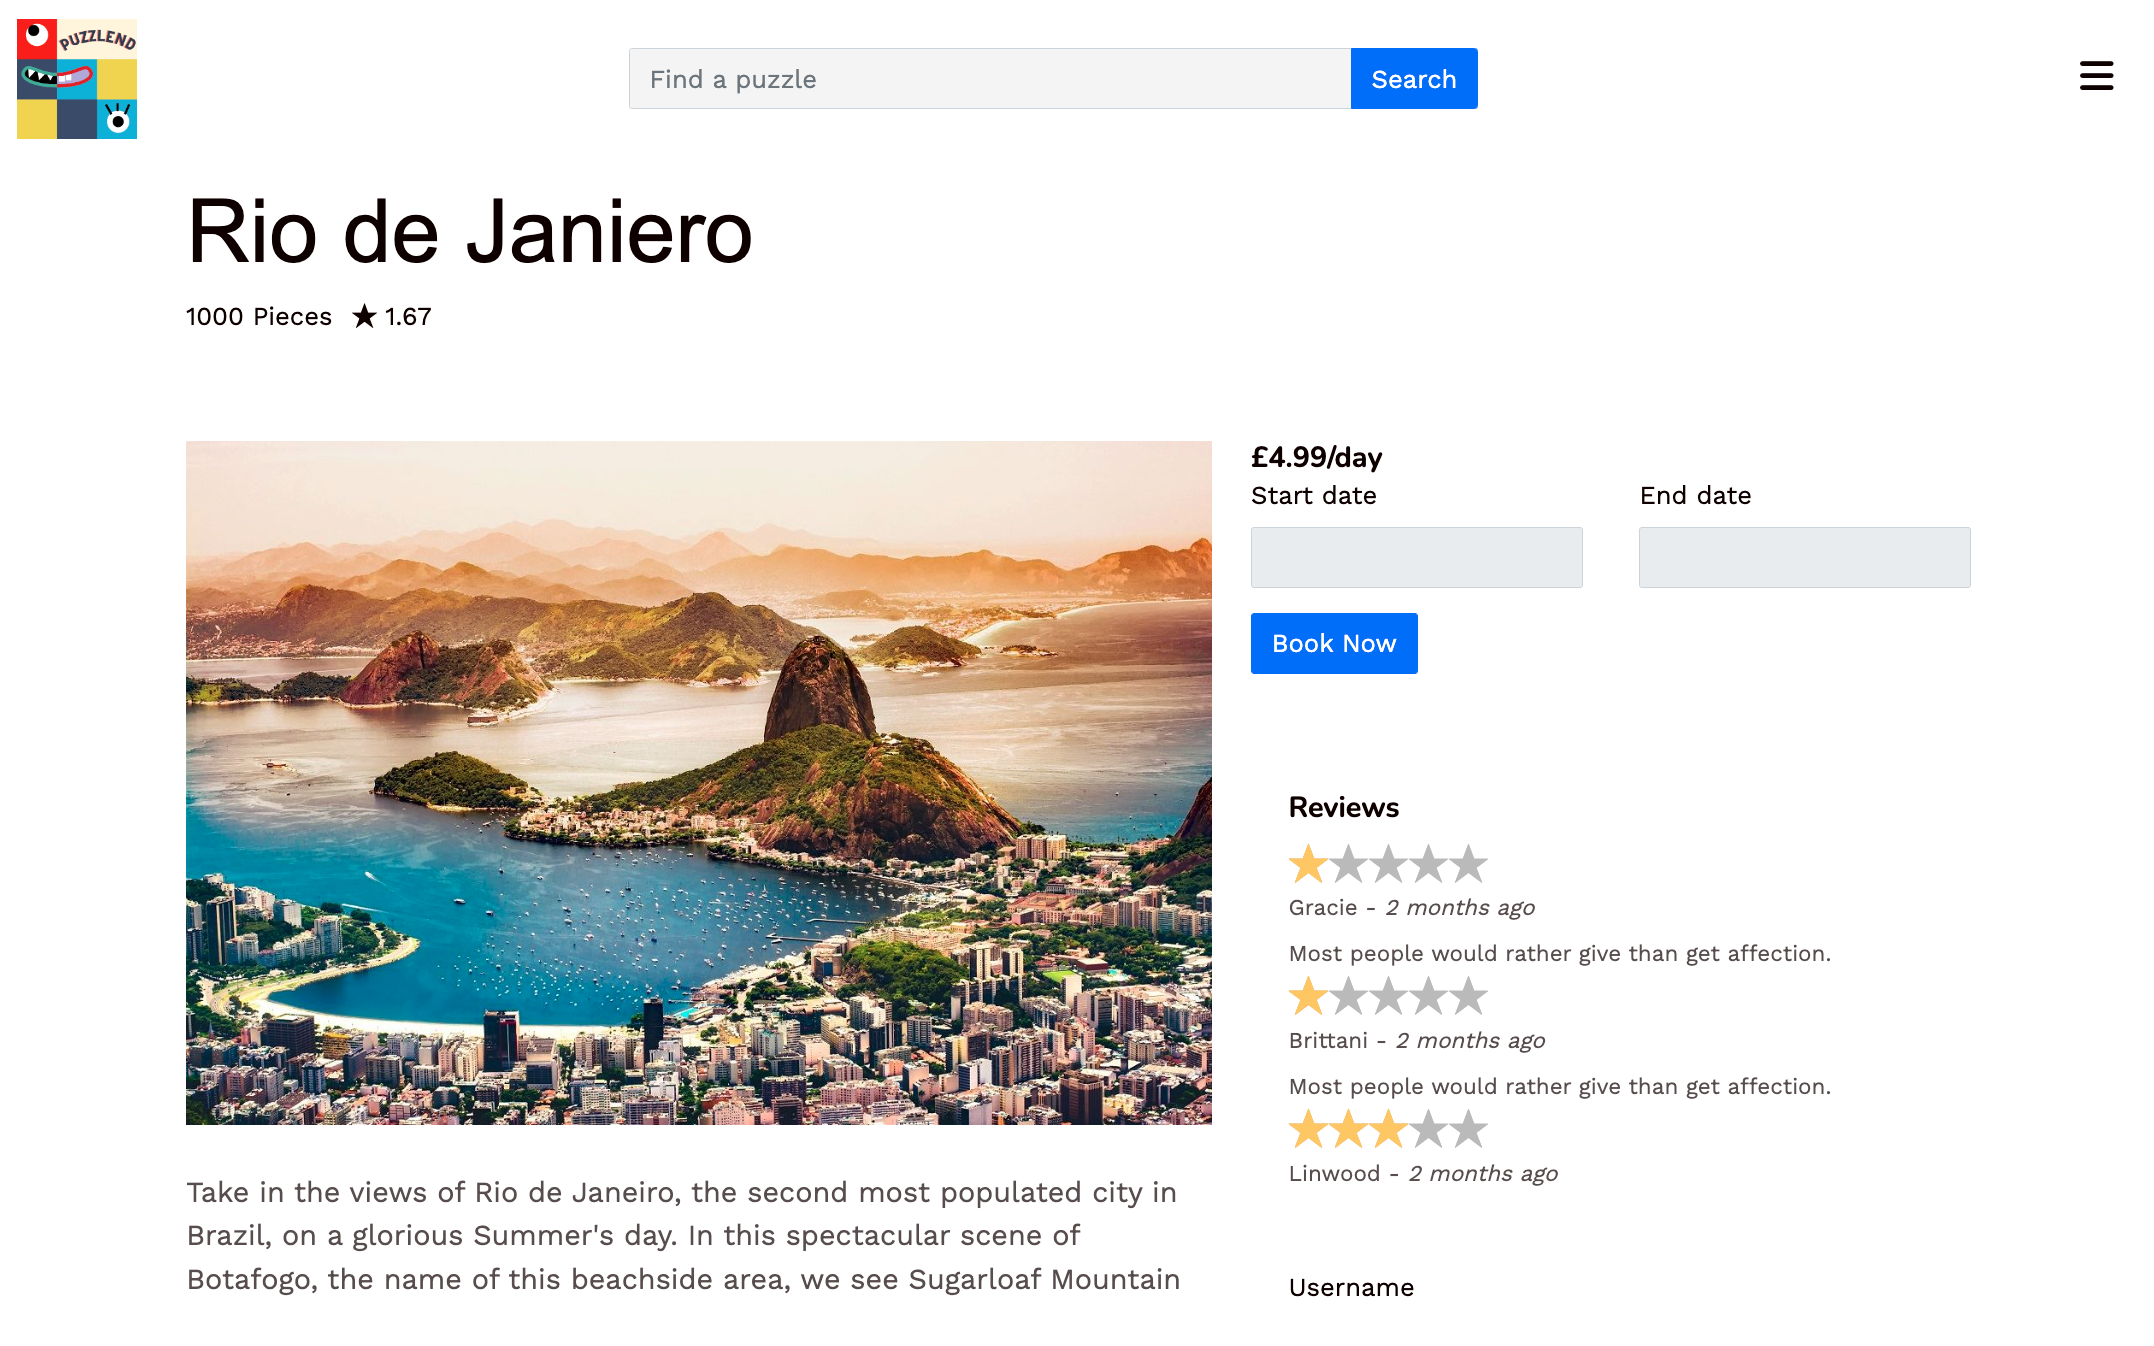 PUZZLEND
Find a puzzle
Search
Rio de Janiero
1000 Pieces ★ 1.67
£4.99/day
Start date
End date
Book Now
Reviews
Gracie - 2 months ago
Most people would rather give than get affection.
Brittani - 2 months ago
Most people would rather give than get affection.
Linwood - 2 months ago
Username
Take in the views of Rio de Janeiro, the second most populated city in
Brazil, on a glorious Summer's day. In this spectacular scene of
Botafogo, the name of this beachside area, we see Sugarloaf Mountain